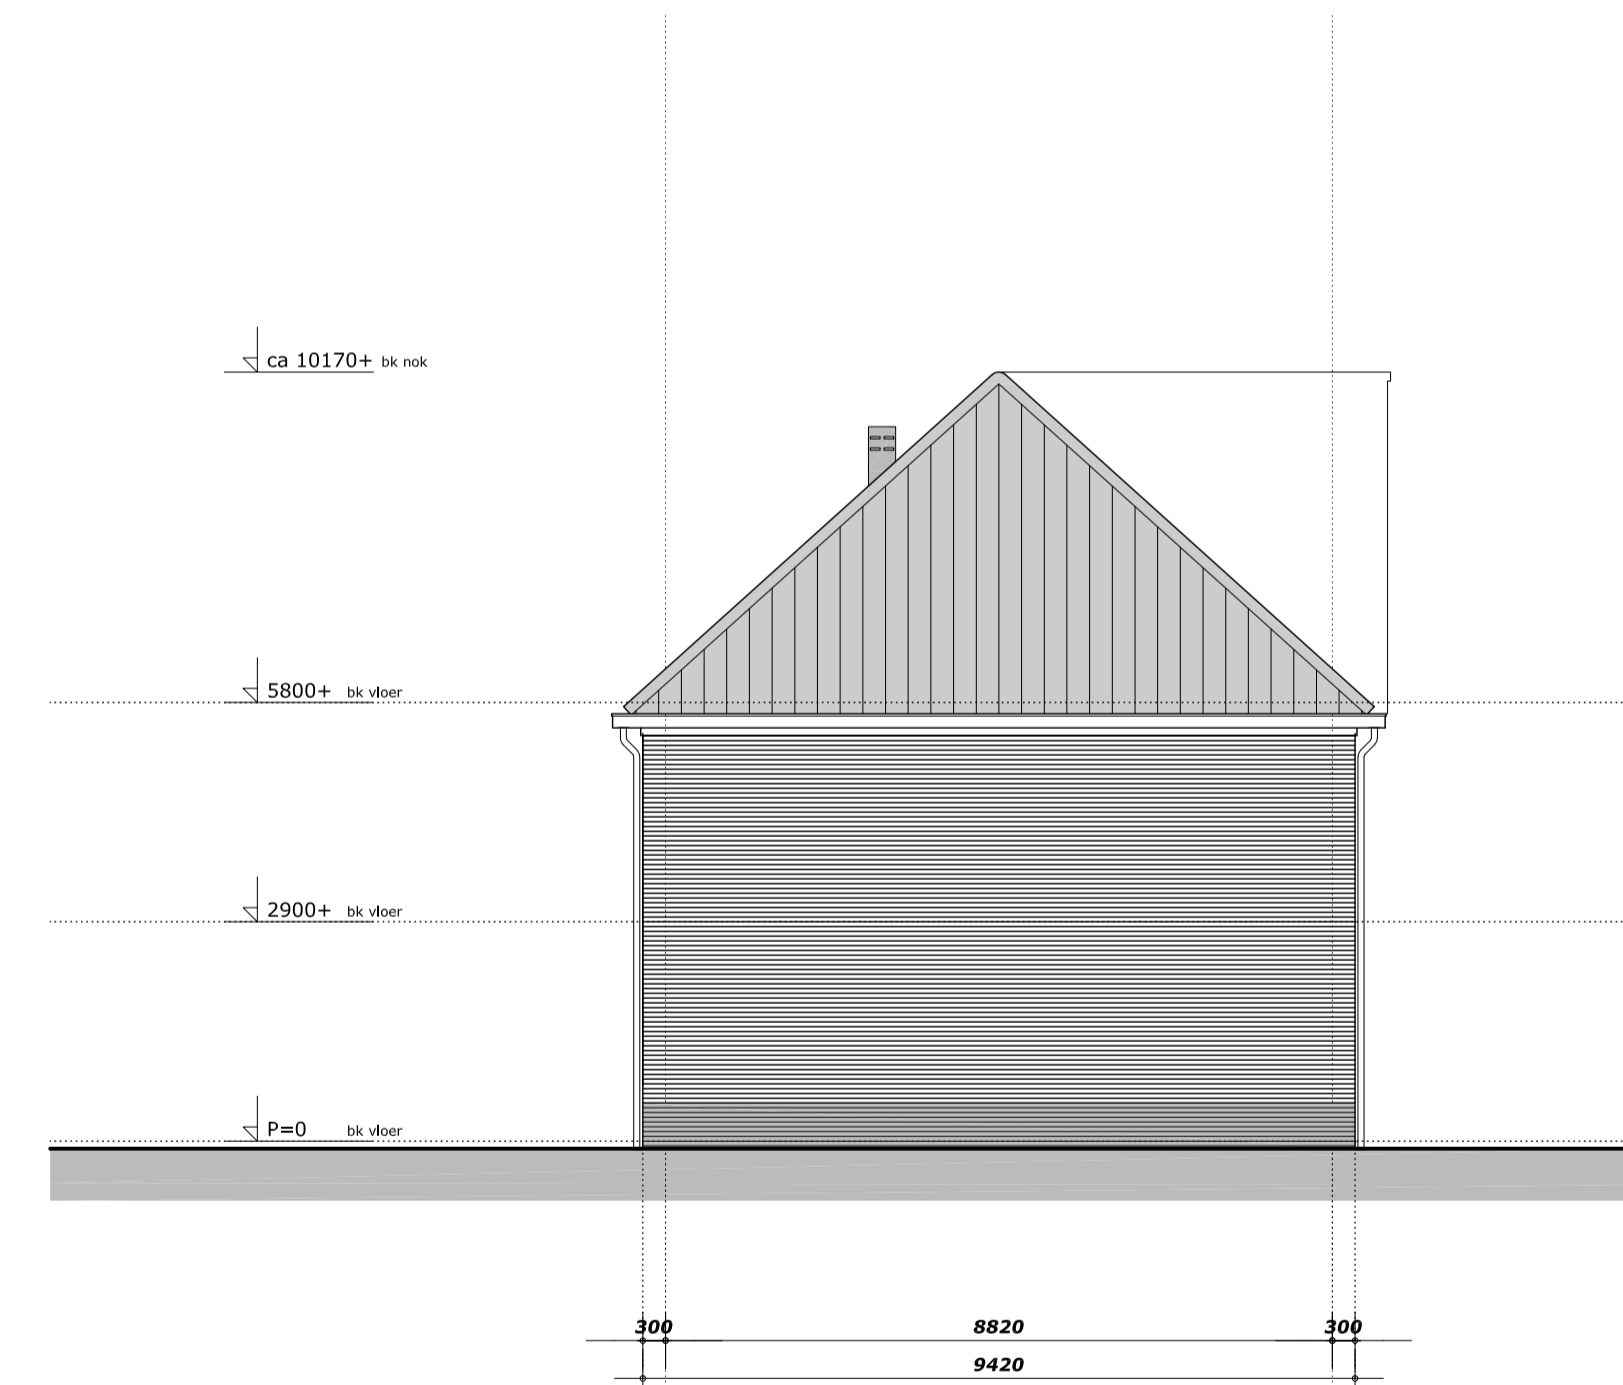 ca 10170+ bk nok
5800+ bk vloer
2900+ bk vloer
P=0 bk vloer
300 8820 300
9420